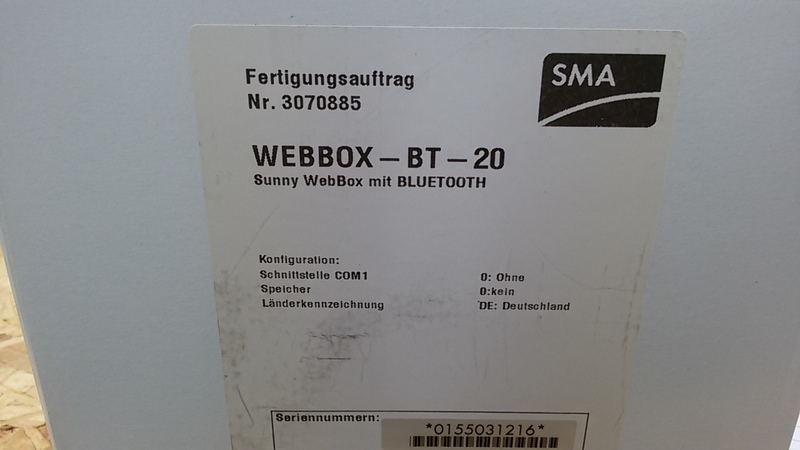 Fertigungsauftrag
Nr. 3070885
SMA
WEBBOX – BT – 20
Sunny WebBox mit BLUETOOTH
Konfiguration:
Schnittstelle COM1 0: Ohne
Speicher 0:kein
Länderkennzeichnung DE: Deutschland
Seriennummern:
*0155031216*